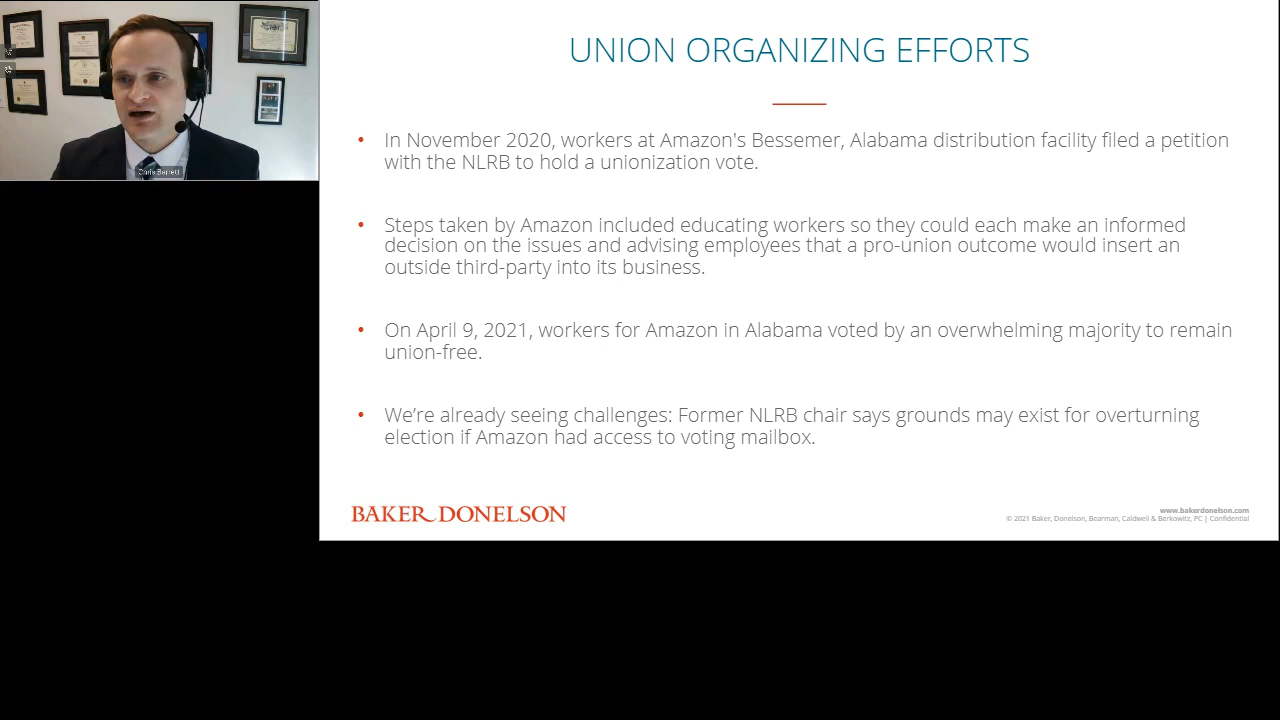 UNION ORGANIZING EFFORTS
• In November 2020, workers at Amazon's Bessemer, Alabama distribution facility filed a petition
with the NLRB to hold a unionization vote.
• Steps taken by Amazon included educating workers so they could each make an informed
decision on the issues and advising employees that a pro-union outcome would insert an
outside third-party into its business.
• On April 9, 2021, workers for Amazon in Alabama voted by an overwhelming majority to remain
union-free.
• We’re already seeing challenges: Former NLRB chair says grounds may exist for overturning
election if Amazon had access to voting mailbox.
BAKER DONELSON
www.bakerdonelson.com
© 2021 Baker, Donelson, Bearman, Caldwell & Berkowitz, PC | Confidential
Chris Barrett